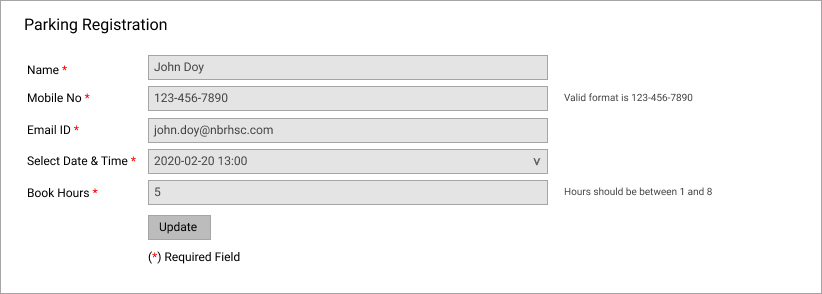 Parking Registration
Name * John Doy
Mobile No * 123-456-7890 Valid format is 123-456-7890
Email ID * john.doy@nbrhsc.com
Select Date & Time * 2020-02-20 13:00 v
Book Hours * 5 Hours should be between 1 and 8
Update
(*) Required Field